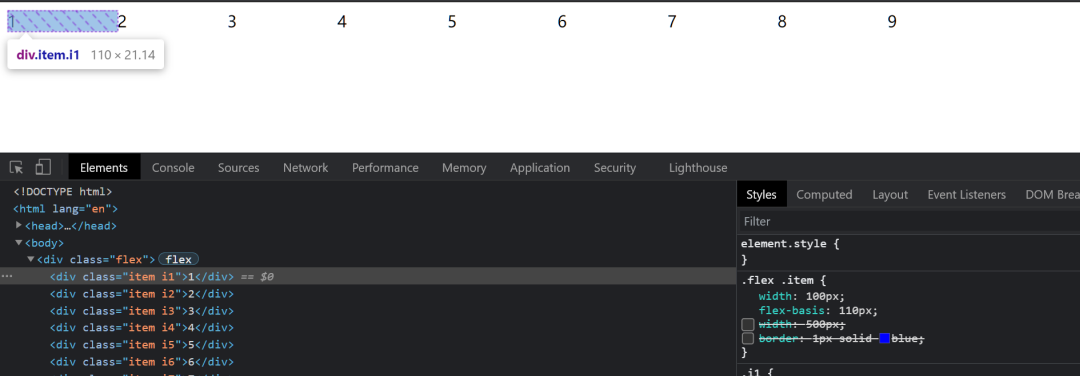 1 2 3 4 5 6 7 8 9
div.item.i1 110 × 21.14
Elements Console Sources Network Performance Memory Application Security Lighthouse
<!DOCTYPE html>
<html lang="en">
<head>…</head>
<body>
<div class="flex"> flex
<div class="item i1">1</div> == $0
<div class="item i2">2</div>
<div class="item i3">3</div>
<div class="item i4">4</div>
<div class="item i5">5</div>
<div class="item i6">6</div>
Styles Computed Layout Event Listeners DOM Brea
Filter
element.style {
}
.flex .item {
width: 100px;
flex-basis: 110px;
width: 500px;
border: 1px solid blue;
}
.i1 {